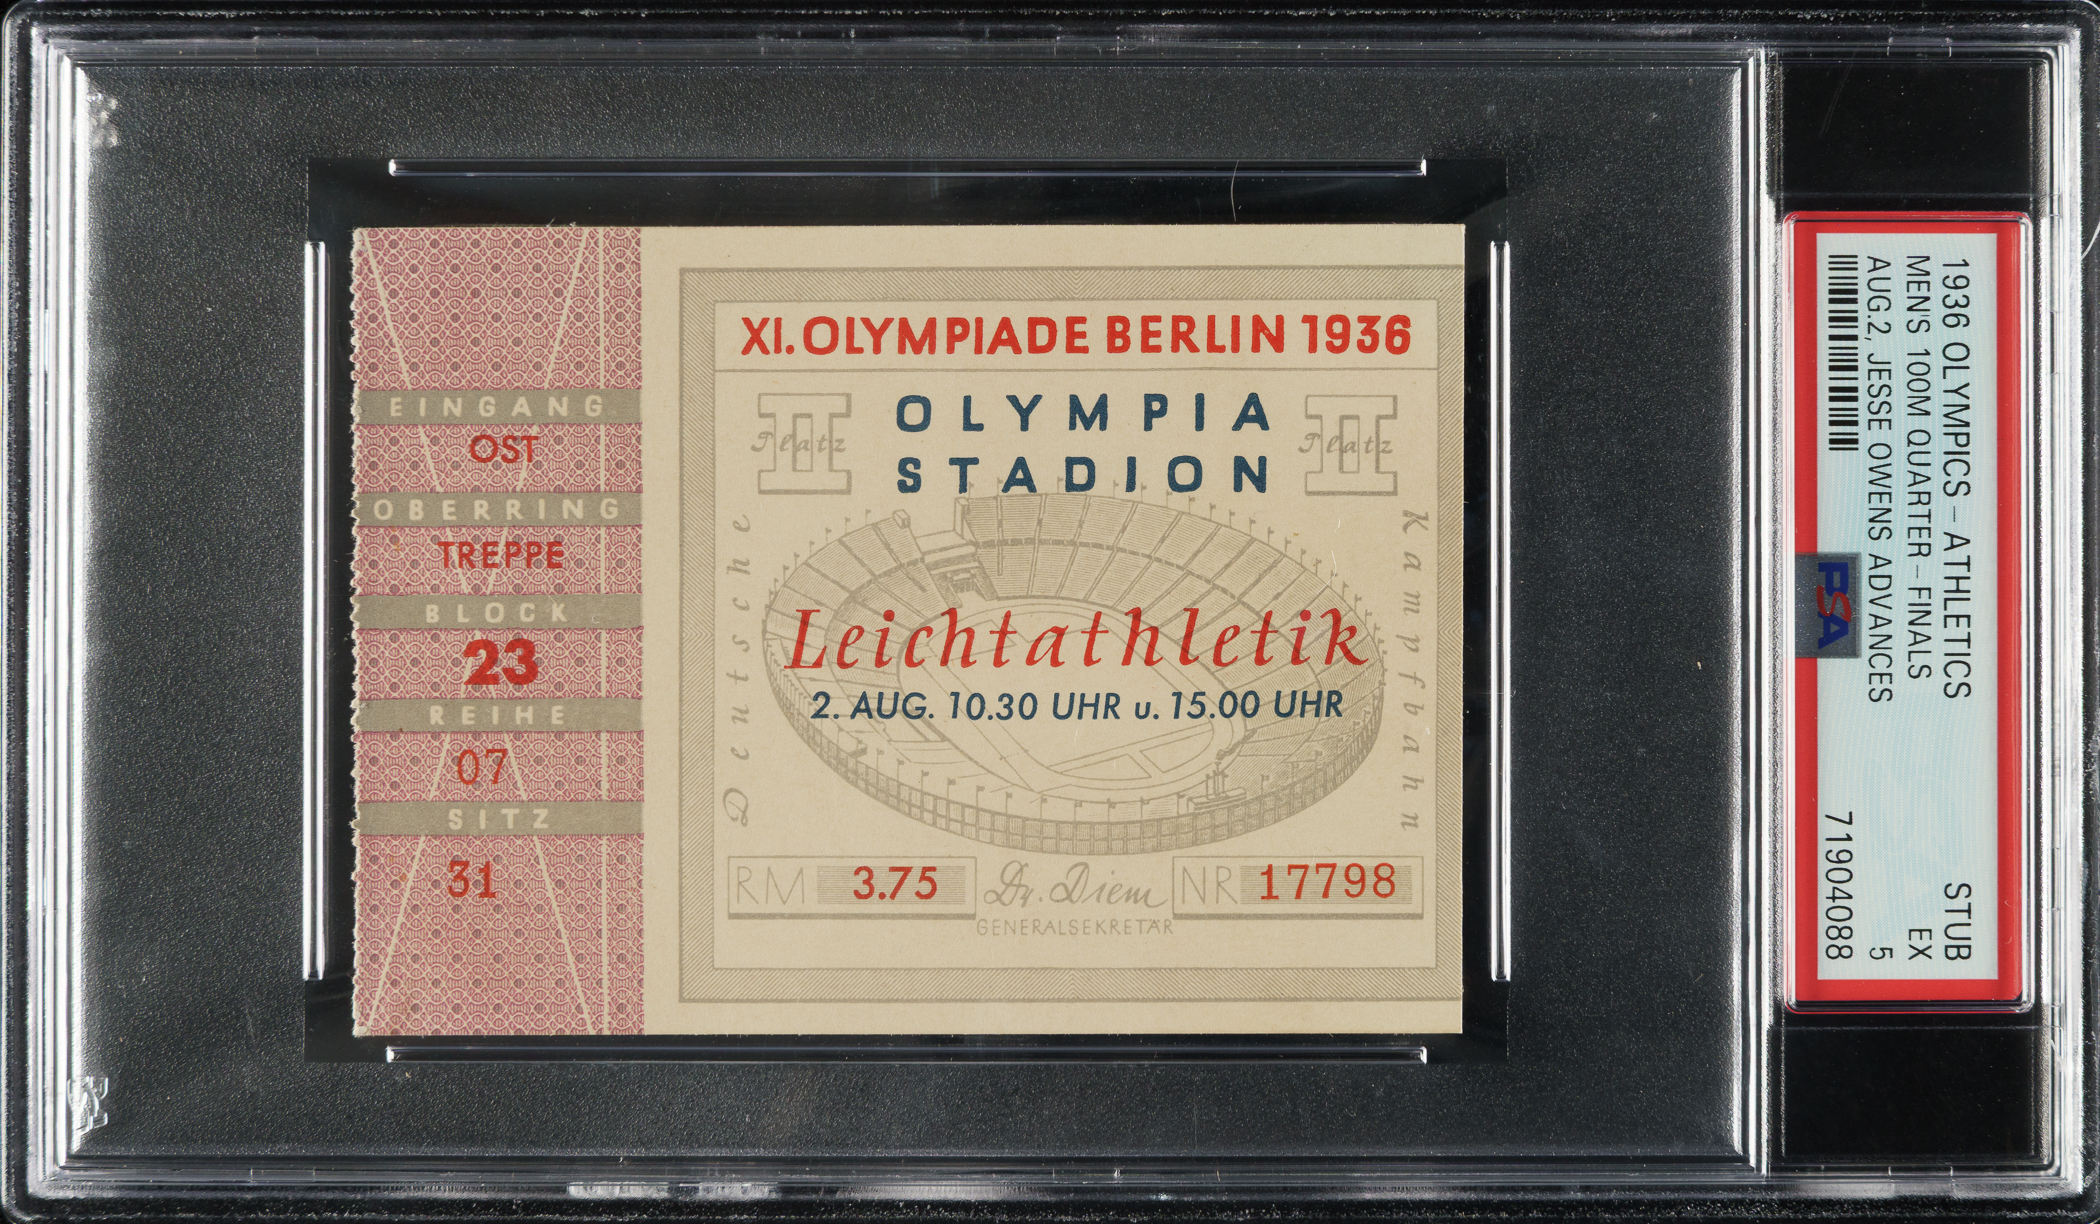 EINGANG
OST
OBERRING
TREPPE
BLOCK
23
REIHE
07
SITZ
31
XI. OLYMPIADE BERLIN 1936
II
Platz
OLYMPIA
STADION
II
Platz
Deutsche
Kampfbahn
Leichtathletik
2. AUG. 10.30 UHR u. 15.00 UHR
RM 3.75
Dr. Diem
GENERALSEKRETÄR
NR 17798
1936 OLYMPICS - ATHLETICS STUB
MEN'S 100M QUARTER-FINALS EX
AUG.2, JESSE OWENS ADVANCES 5
71904088
PSA